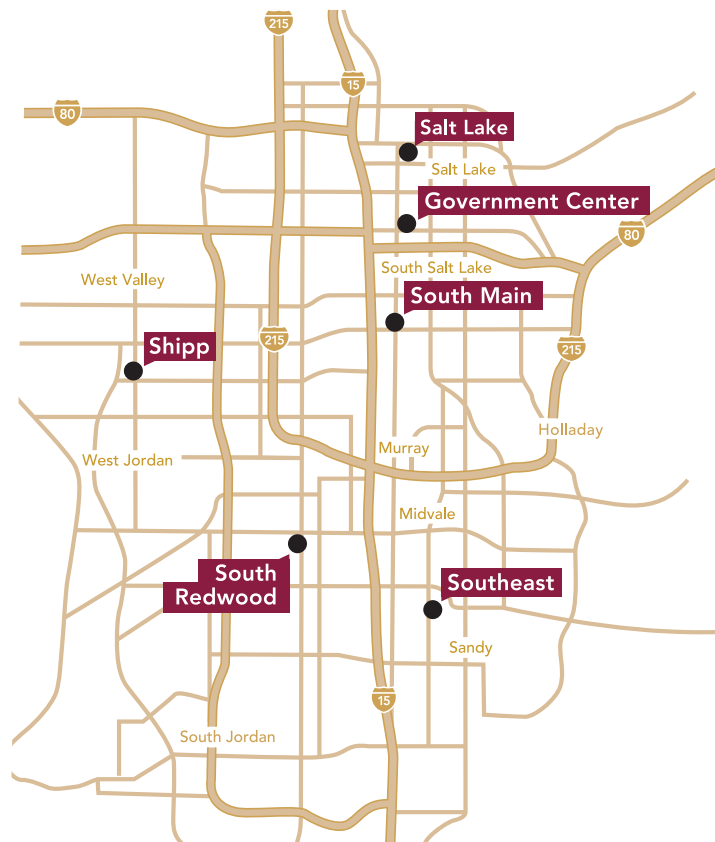 215
15
80
Salt Lake
Salt Lake
Government Center
80
South Salt Lake
West Valley
South Main
215
Shipp
215
Holladay
Murray
West Jordan
Midvale
South
Redwood
Southeast
Sandy
15
South Jordan